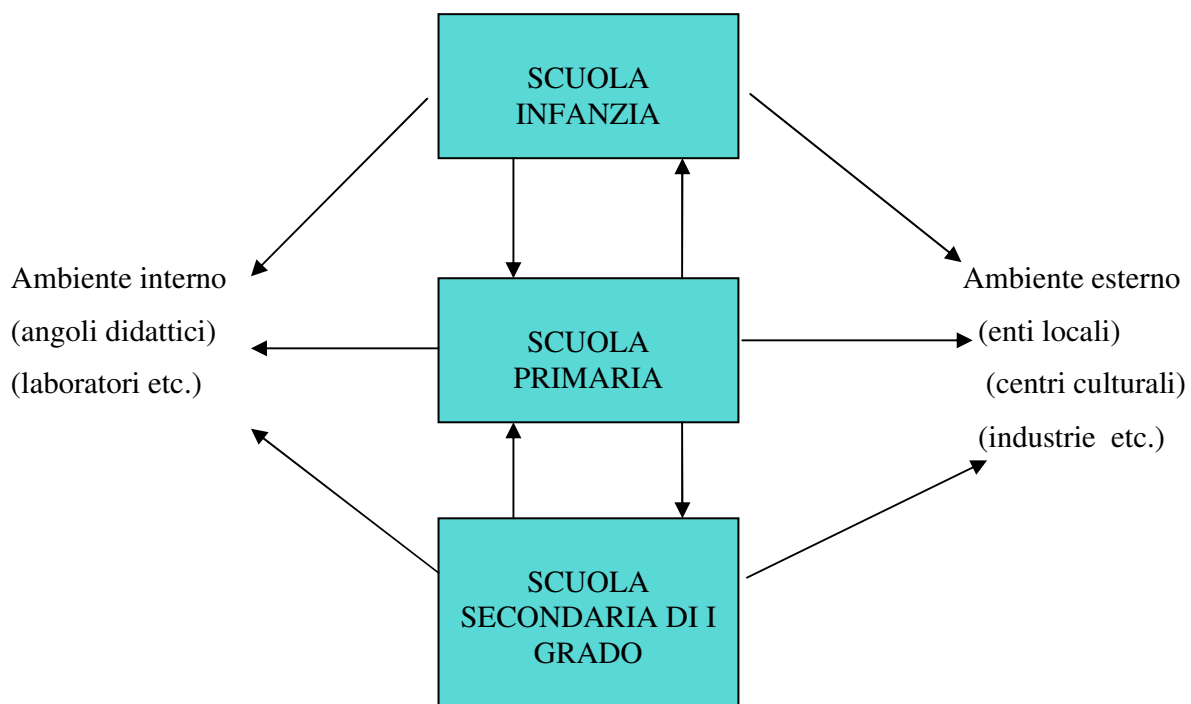 SCUOLA
INFANZIA
Ambiente interno
(angoli didattici)
(laboratori etc.)
SCUOLA
PRIMARIA
Ambiente esterno
(enti locali)
(centri culturali)
(industrie etc.)
SCUOLA
SECONDARIA DI I
GRADO